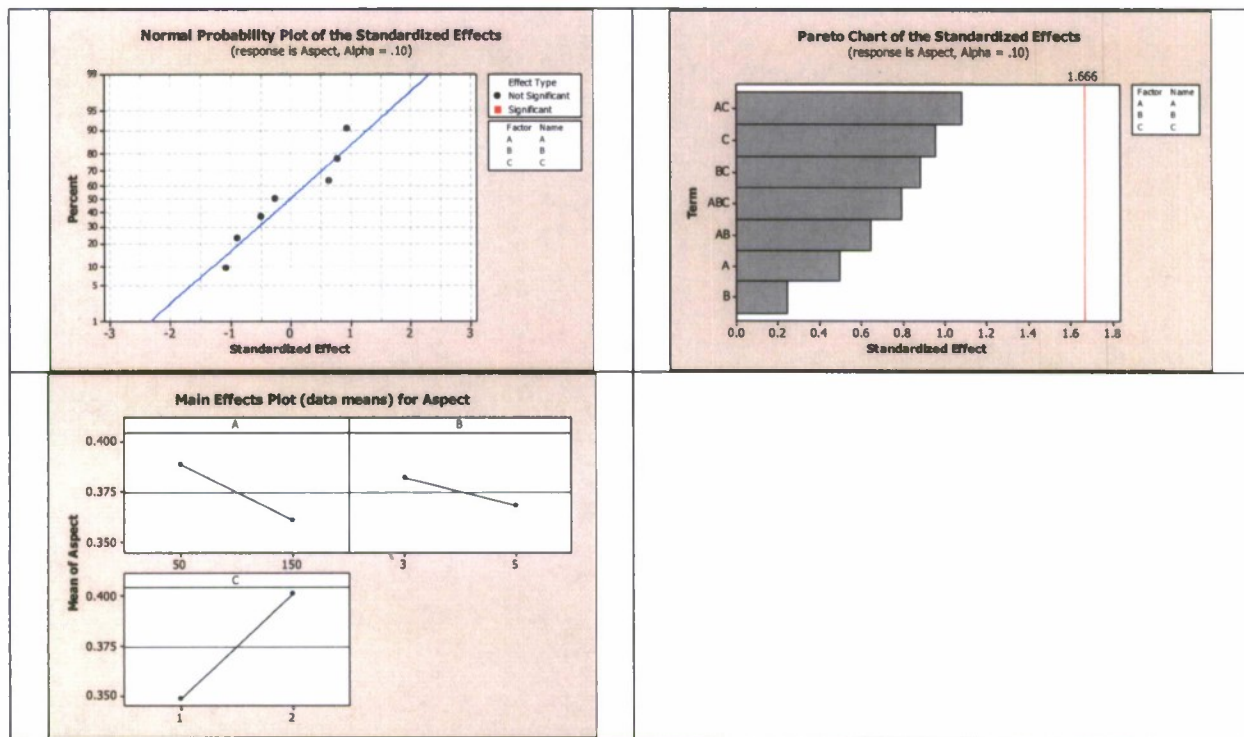 Normal Probability Plot of the Standardized Effects
(response is Aspect, Alpha = .10)
Percent
99
95
90
80
70
60
50
40
30
20
10
5
1
-3 -2 -1 0 1 2 3
Standardized Effect
Effect Type
Not Significant
Significant
Factor Name
A A
B B
C C
Pareto Chart of the Standardized Effects
(response is Aspect, Alpha = .10)
1.666
Term
AC
C
BC
ABC
AB
A
B
0.0 0.2 0.4 0.6 0.8 1.0 1.2 1.4 1.6 1.8
Standardized Effect
Factor Name
A A
B B
C C
Main Effects Plot (data means) for Aspect
Mean of Aspect
A B
0.400
0.375
0.350
50 150 3 5
C
0.400
0.375
0.350
1 2